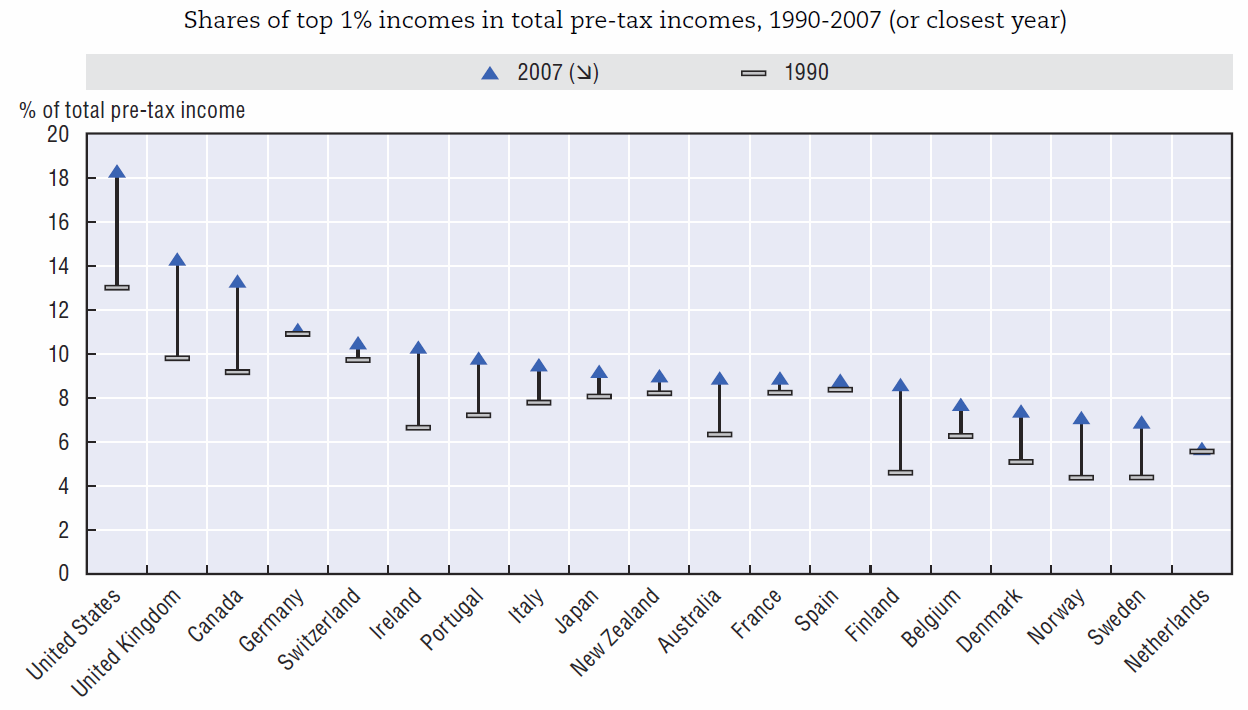 Shares of top 1% incomes in total pre-tax incomes, 1990-2007 (or closest year)
2007 (↘) 1990
% of total pre-tax income
20
18
16
14
12
10
8
6
4
2
0
United States
United Kingdom
Canada
Germany
Switzerland
Ireland
Portugal
Italy
Japan
New Zealand
Australia
France
Spain
Finland
Belgium
Denmark
Norway
Sweden
Netherlands